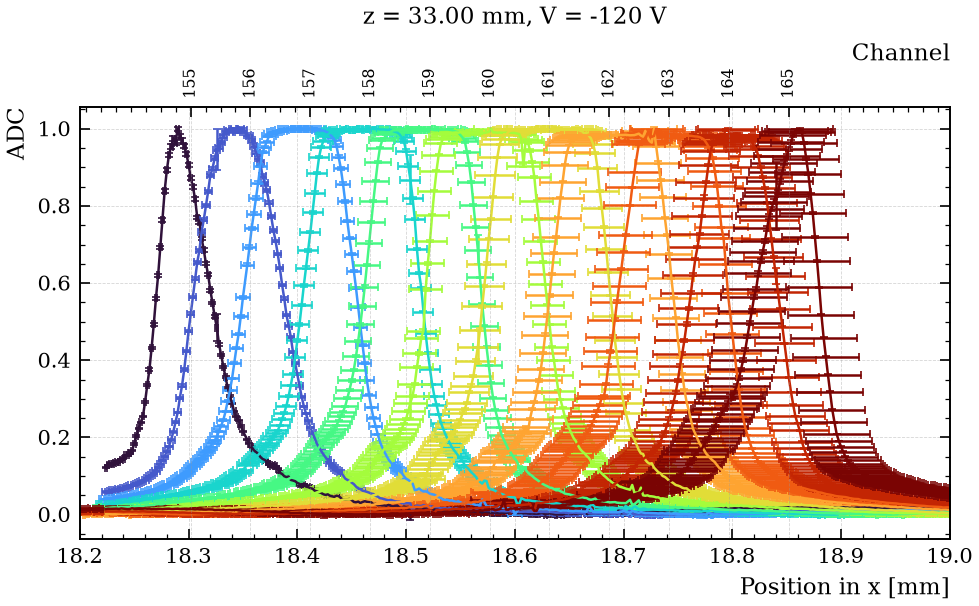 z = 33.00 mm, V = -120 V
Channel
155 156 157 158 159 160 161 162 163 164 165
ADC
1.0
0.8
0.6
0.4
0.2
0.0
18.2 18.3 18.4 18.5 18.6 18.7 18.8 18.9 19.0
Position in x [mm]